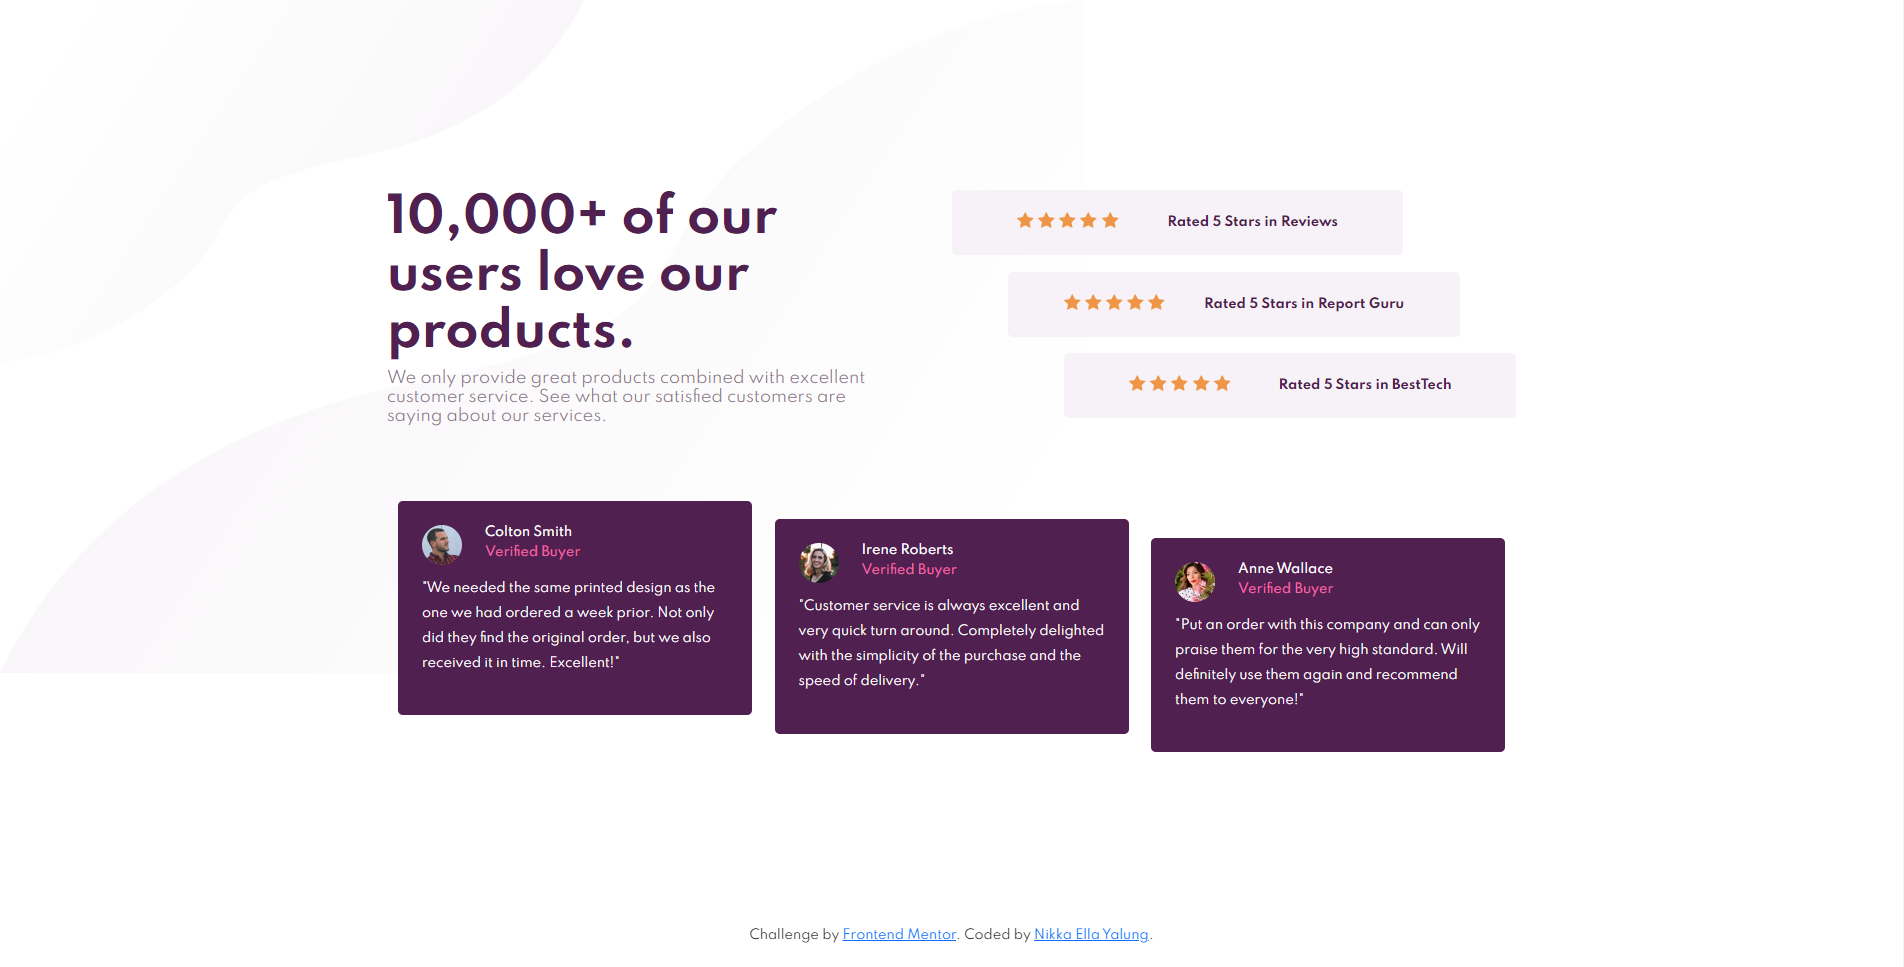 10,000+ of our
users love our
products.
We only provide great products combined with excellent
customer service. See what our satisfied customers are
saying about our services.
Rated 5 Stars in Reviews
Rated 5 Stars in Report Guru
Rated 5 Stars in BestTech
Colton Smith
Verified Buyer
"We needed the same printed design as the
one we had ordered a week prior. Not only
did they find the original order, but we also
received it in time. Excellent!"
Irene Roberts
Verified Buyer
"Customer service is always excellent and
very quick turn around. Completely delighted
with the simplicity of the purchase and the
speed of delivery."
Anne Wallace
Verified Buyer
"Put an order with this company and can only
praise them for the very high standard. Will
definitely use them again and recommend
them to everyone!"
Challenge by Frontend Mentor. Coded by Nikka Ella Yalung.